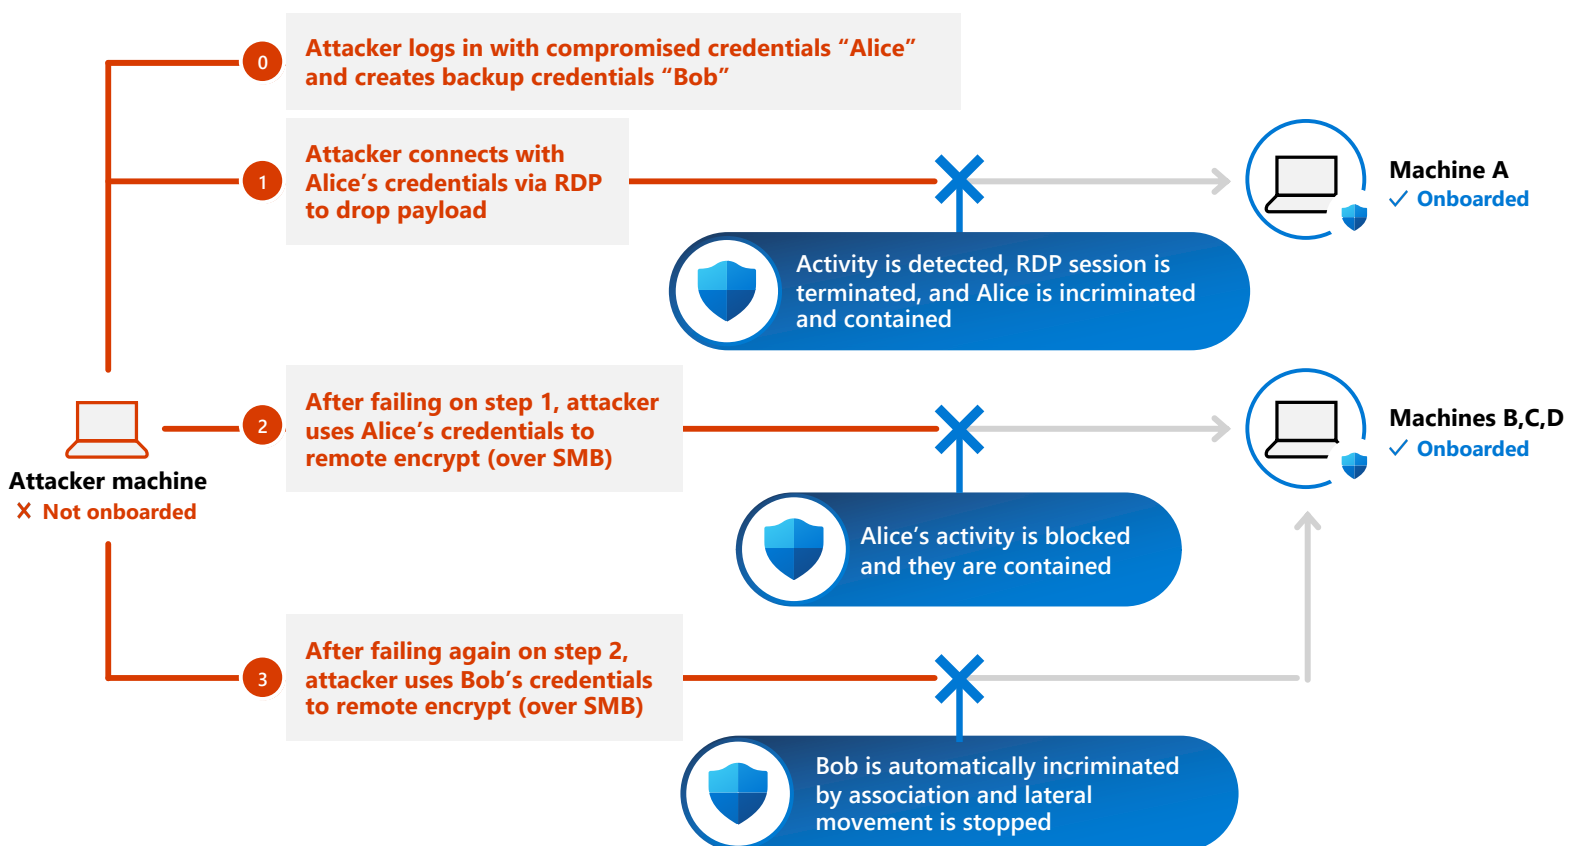 0
Attacker logs in with compromised credentials “Alice”
and creates backup credentials “Bob”
1
Attacker connects with
Alice’s credentials via RDP
to drop payload
Machine A
✓ Onboarded
Activity is detected, RDP session is
terminated, and Alice is incriminated
and contained
2
After failing on step 1, attacker
uses Alice’s credentials to
remote encrypt (over SMB)
Machines B,C,D
✓ Onboarded
Attacker machine
✕ Not onboarded
Alice’s activity is blocked
and they are contained
3
After failing again on step 2,
attacker uses Bob’s credentials
to remote encrypt (over SMB)
Bob is automatically incriminated
by association and lateral
movement is stopped